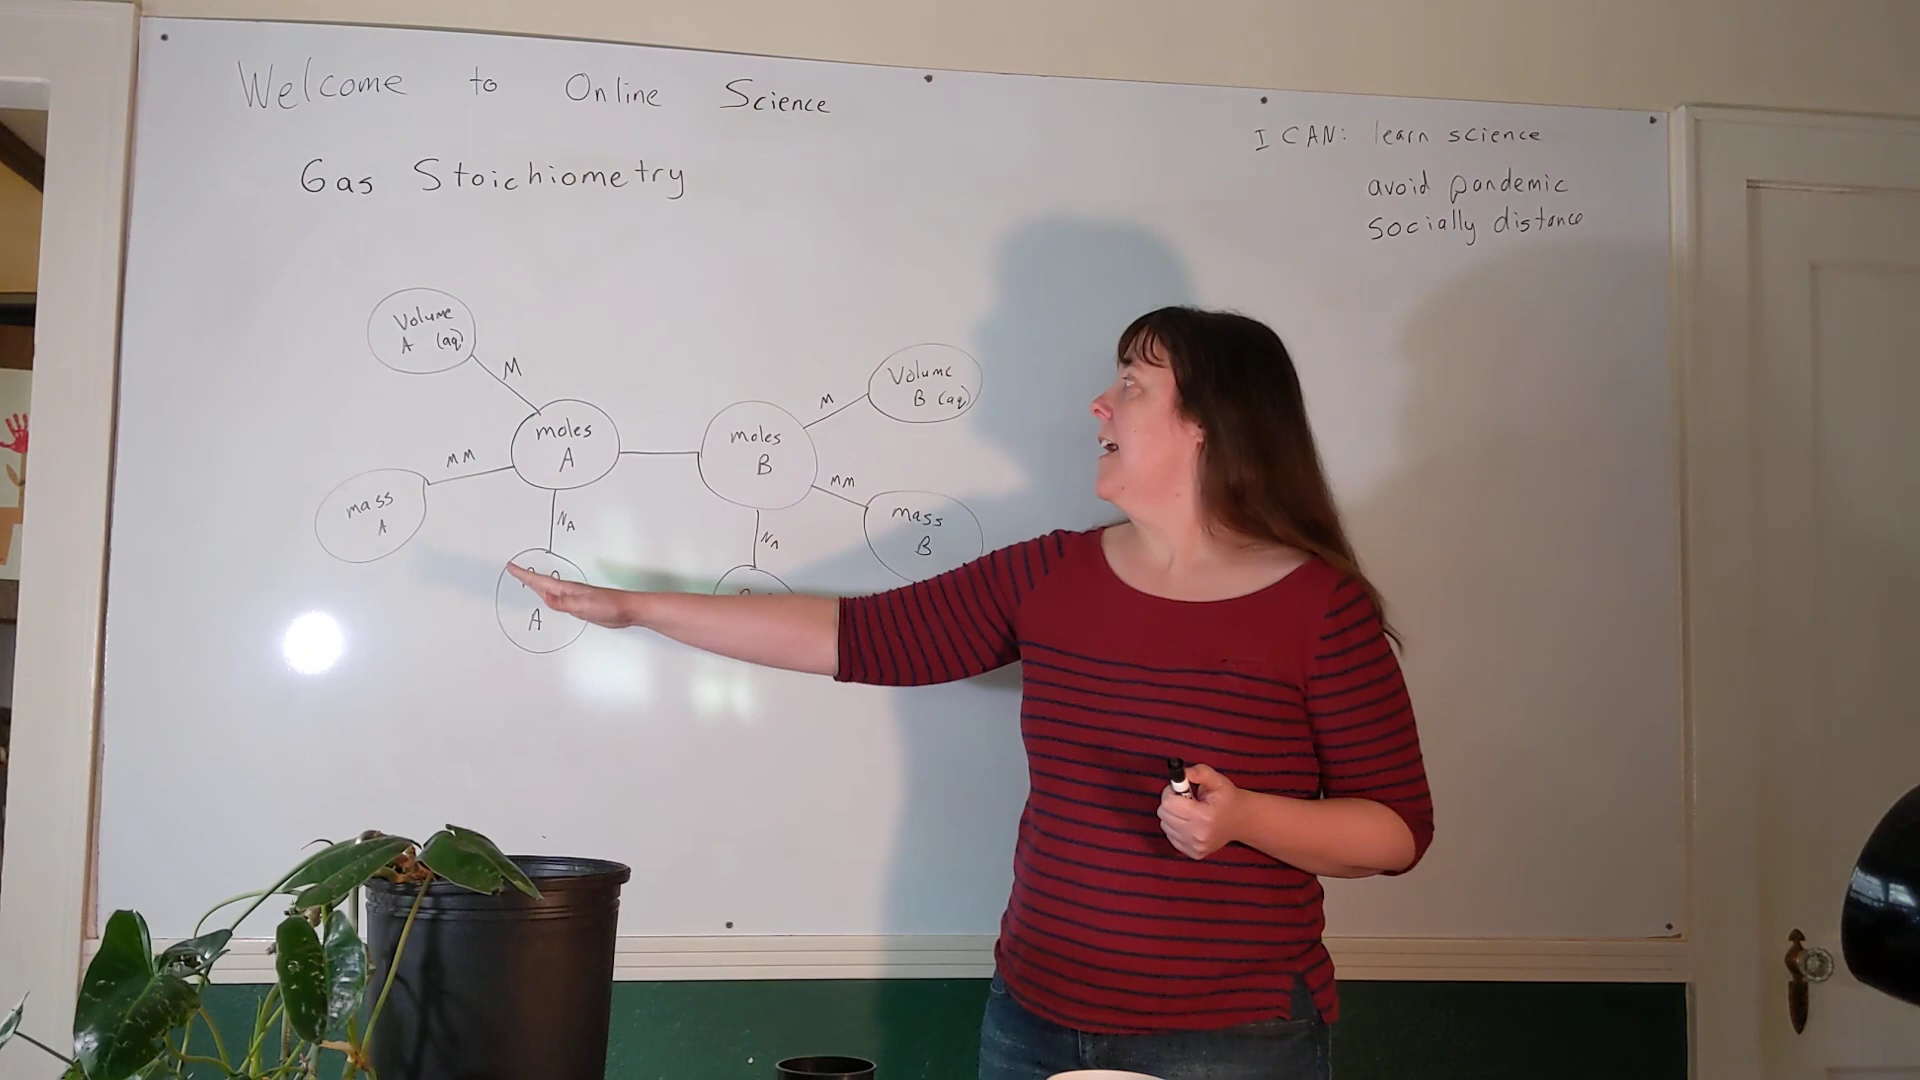 Welcome to Online Science
I CAN: learn science
avoid pandemic
socially distance
Gas Stoichiometry
Volume
A (aq)
M
moles
A
MM
mass
A
NA
A
moles
B
M
Volume
B (aq)
MM
mass
B
NA